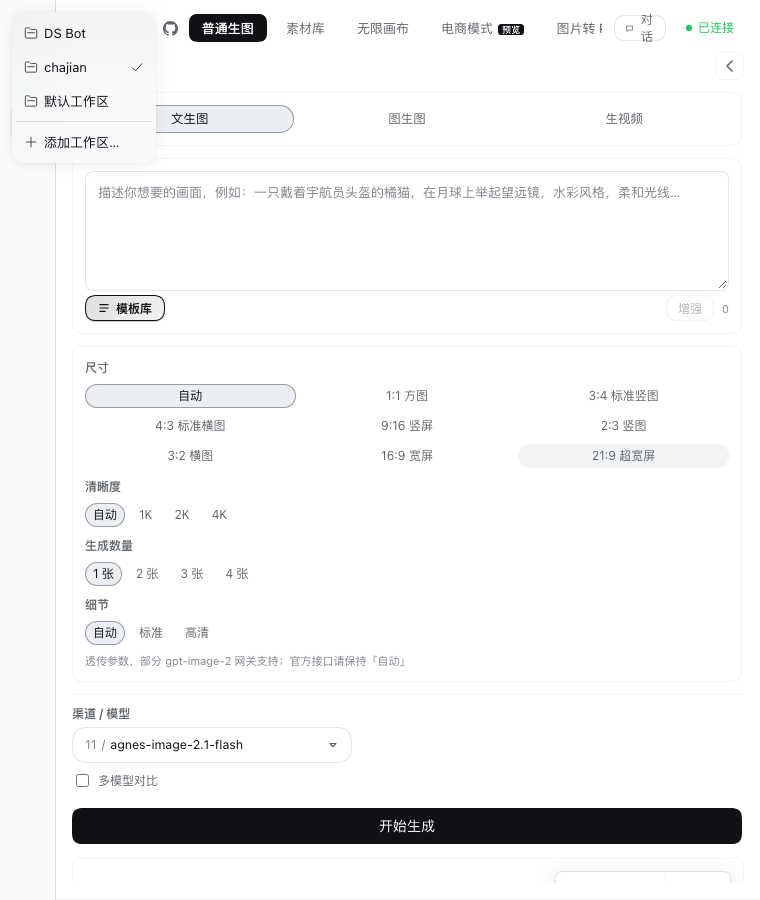 DS Bot
chajian
默认工作区
添加工作区...
普通生图
素材库
无限画布
电商模式 预览
图片转
对话
已连接
文生图
图生图
生视频
描述你想要的画面，例如：一只戴着宇航员头盔的橘猫，在月球上举起望远镜，水彩风格，柔和光线...
模板库
增强 0
尺寸
自动 1:1 方图 3:4 标准竖图
4:3 标准横图 9:16 竖屏 2:3 竖图
3:2 横图 16:9 宽屏 21:9 超宽屏
清晰度
自动 1K 2K 4K
生成数量
1 张 2 张 3 张 4 张
细节
自动 标准 高清
透传参数，部分 gpt-image-2 网关支持；官方接口请保持「自动」
渠道 / 模型
11 / agnes-image-2.1-flash
多模型对比
开始生成